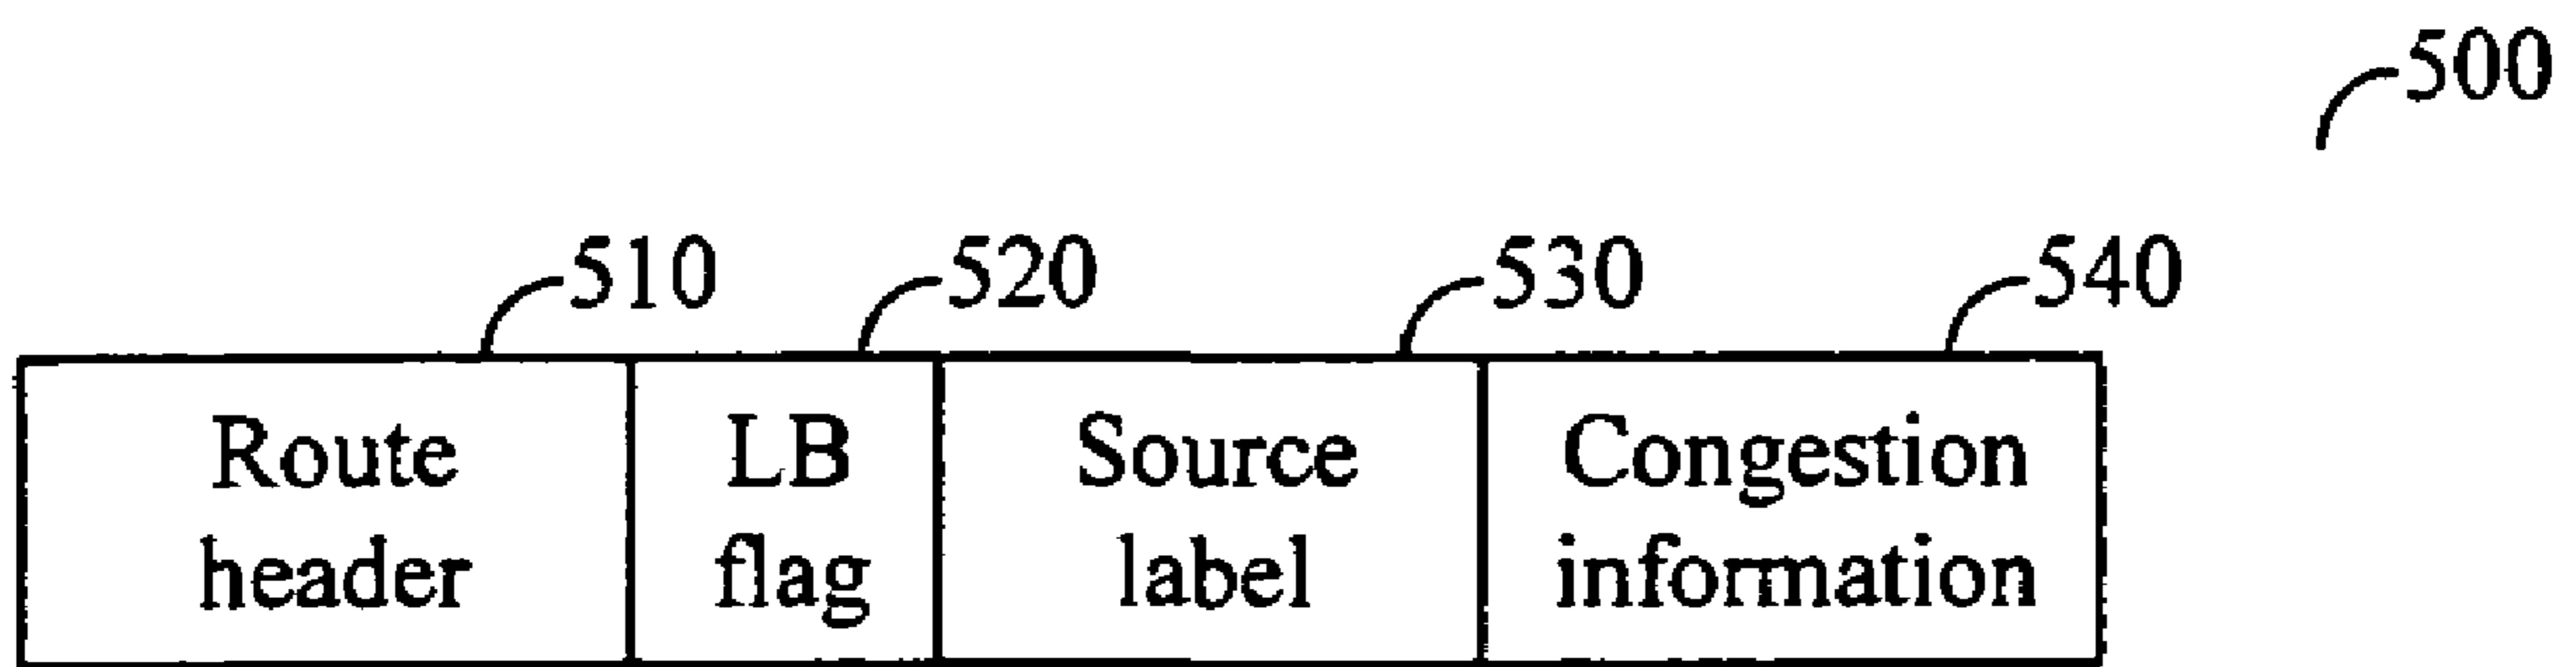 500
510
520
530
540
Route
header
LB
flag
Source
label
Congestion
information